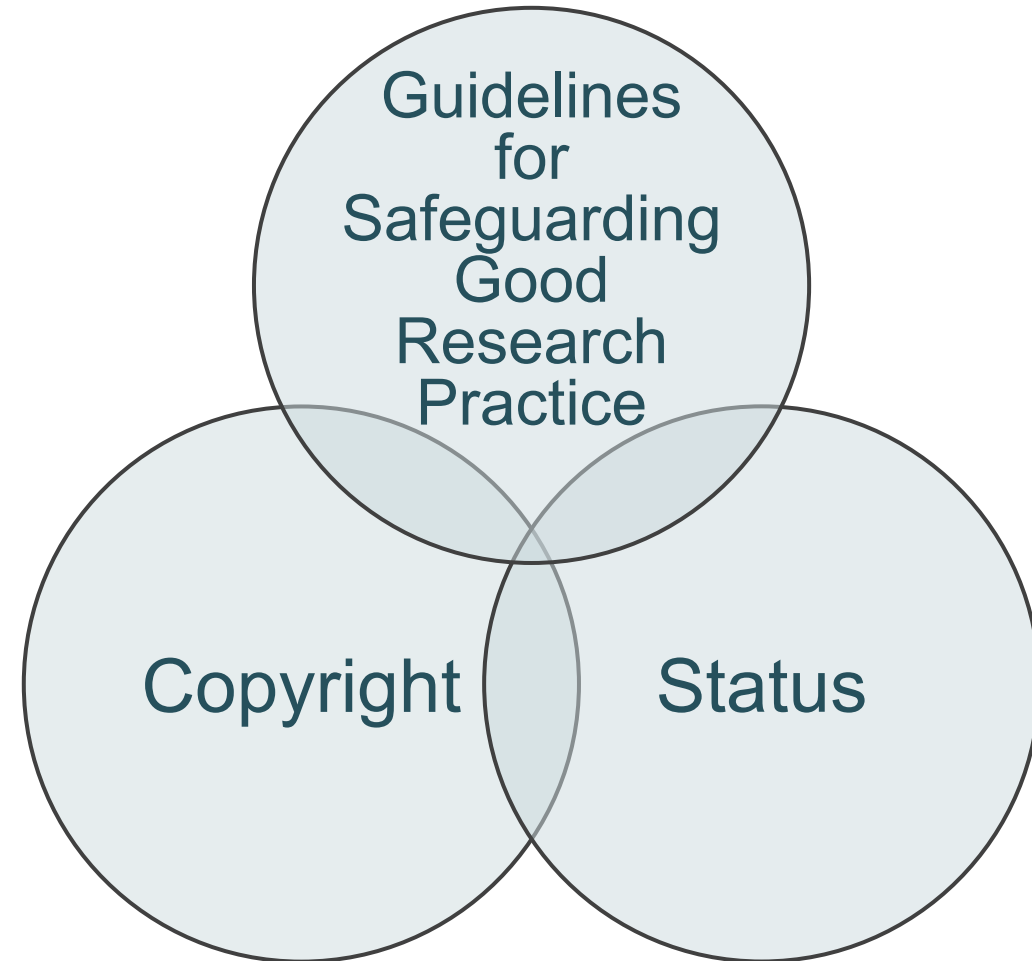 Guidelines
for
Safeguarding
Good
Research
Practice
Copyright
Status